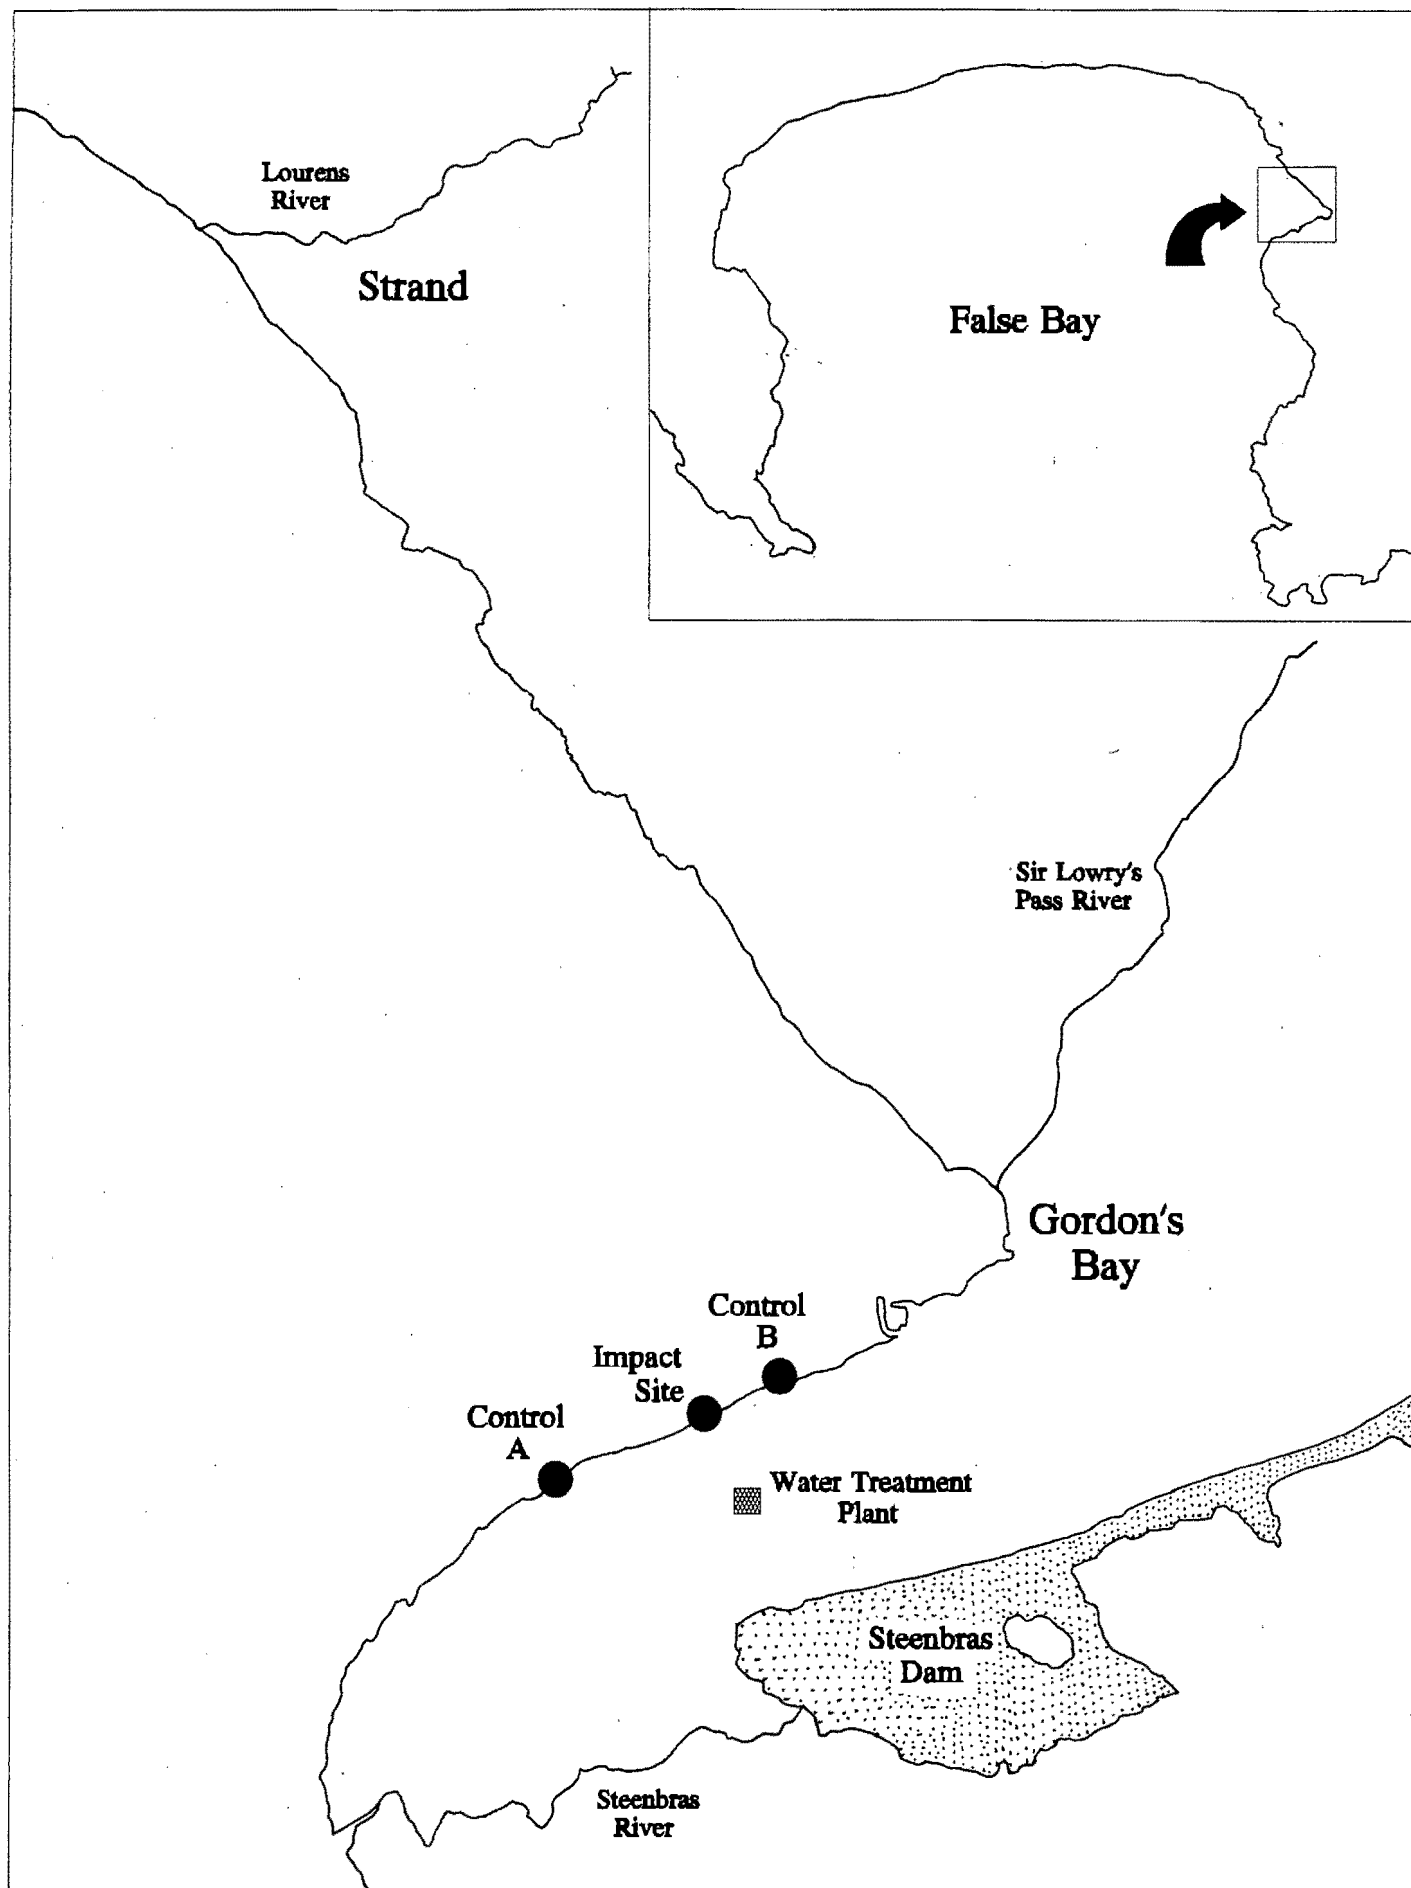 Lourens
River
Strand
False Bay
Sir Lowry's
Pass River
Gordon's
Bay
Control
B
Impact
Site
Control
A
Water Treatment
Plant
Steenbras
Dam
Steenbras
River